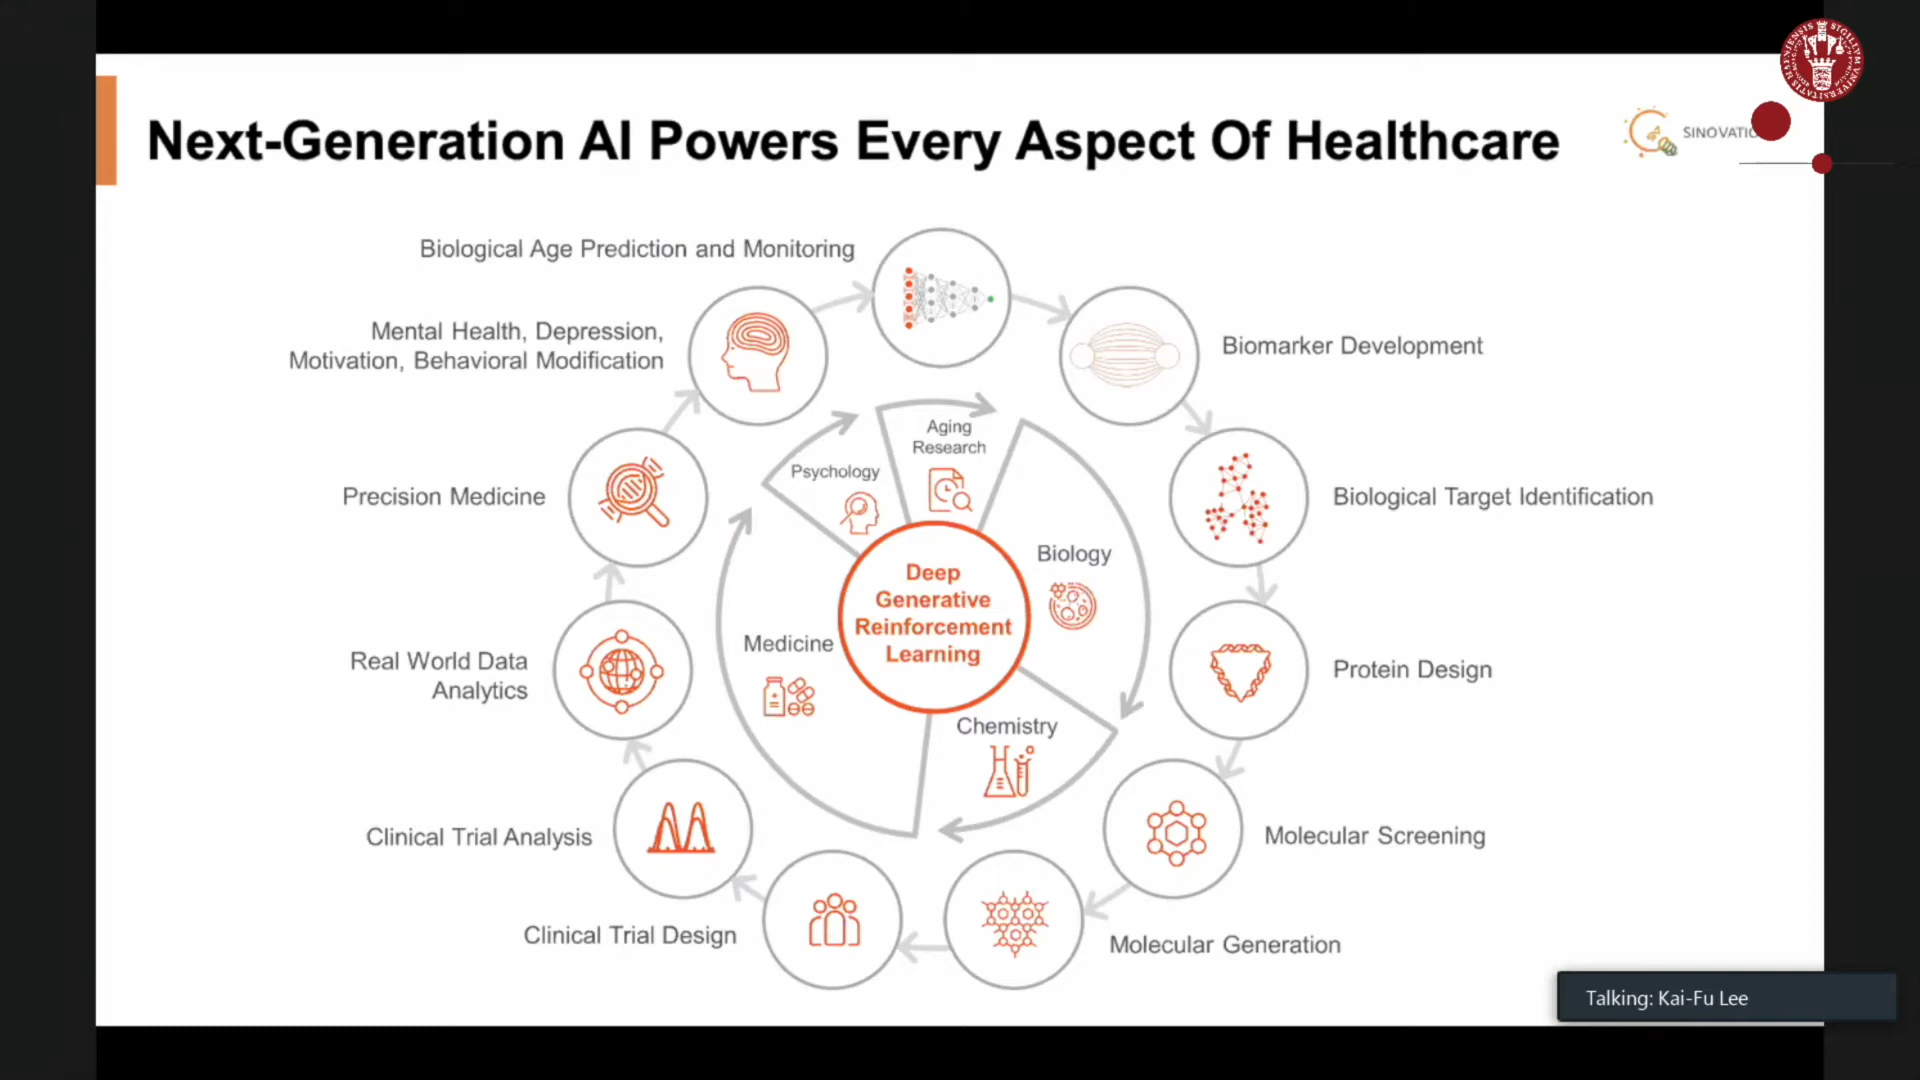 Next-Generation AI Powers Every Aspect Of Healthcare
Biological Age Prediction and Monitoring
Mental Health, Depression,
Motivation, Behavioral Modification
Biomarker Development
Aging
Research
Psychology
Precision Medicine
Biological Target Identification
Biology
Deep
Generative
Reinforcement
Learning
Medicine
Real World Data
Analytics
Protein Design
Chemistry
Clinical Trial Analysis
Molecular Screening
Clinical Trial Design
Molecular Generation
Talking: Kai-Fu Lee